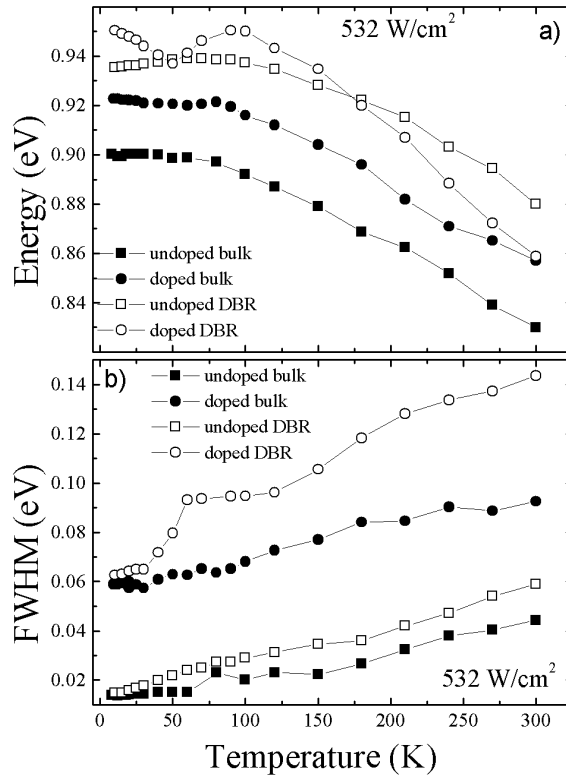 532 W/cm²
a)
Energy (eV)
0.96
0.94
0.92
0.90
0.88
0.86
0.84
undoped bulk
doped bulk
undoped DBR
doped DBR
b)
FWHM (eV)
0.14
0.12
0.10
0.08
0.06
0.04
0.02
undoped bulk
doped bulk
undoped DBR
doped DBR
532 W/cm²
0 50 100 150 200 250 300
Temperature (K)